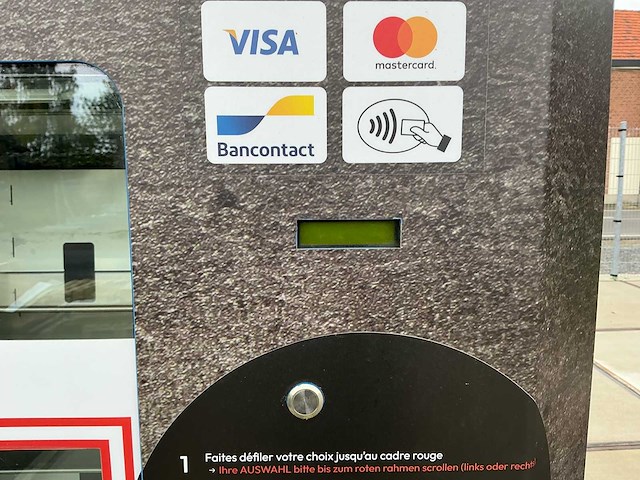 VISA
mastercard.
Bancontact
1 Faites défiler votre choix jusqu'au cadre rouge
→ Ihre AUSWAHL bitte bis zum roten rahmen scrollen (links oder recht